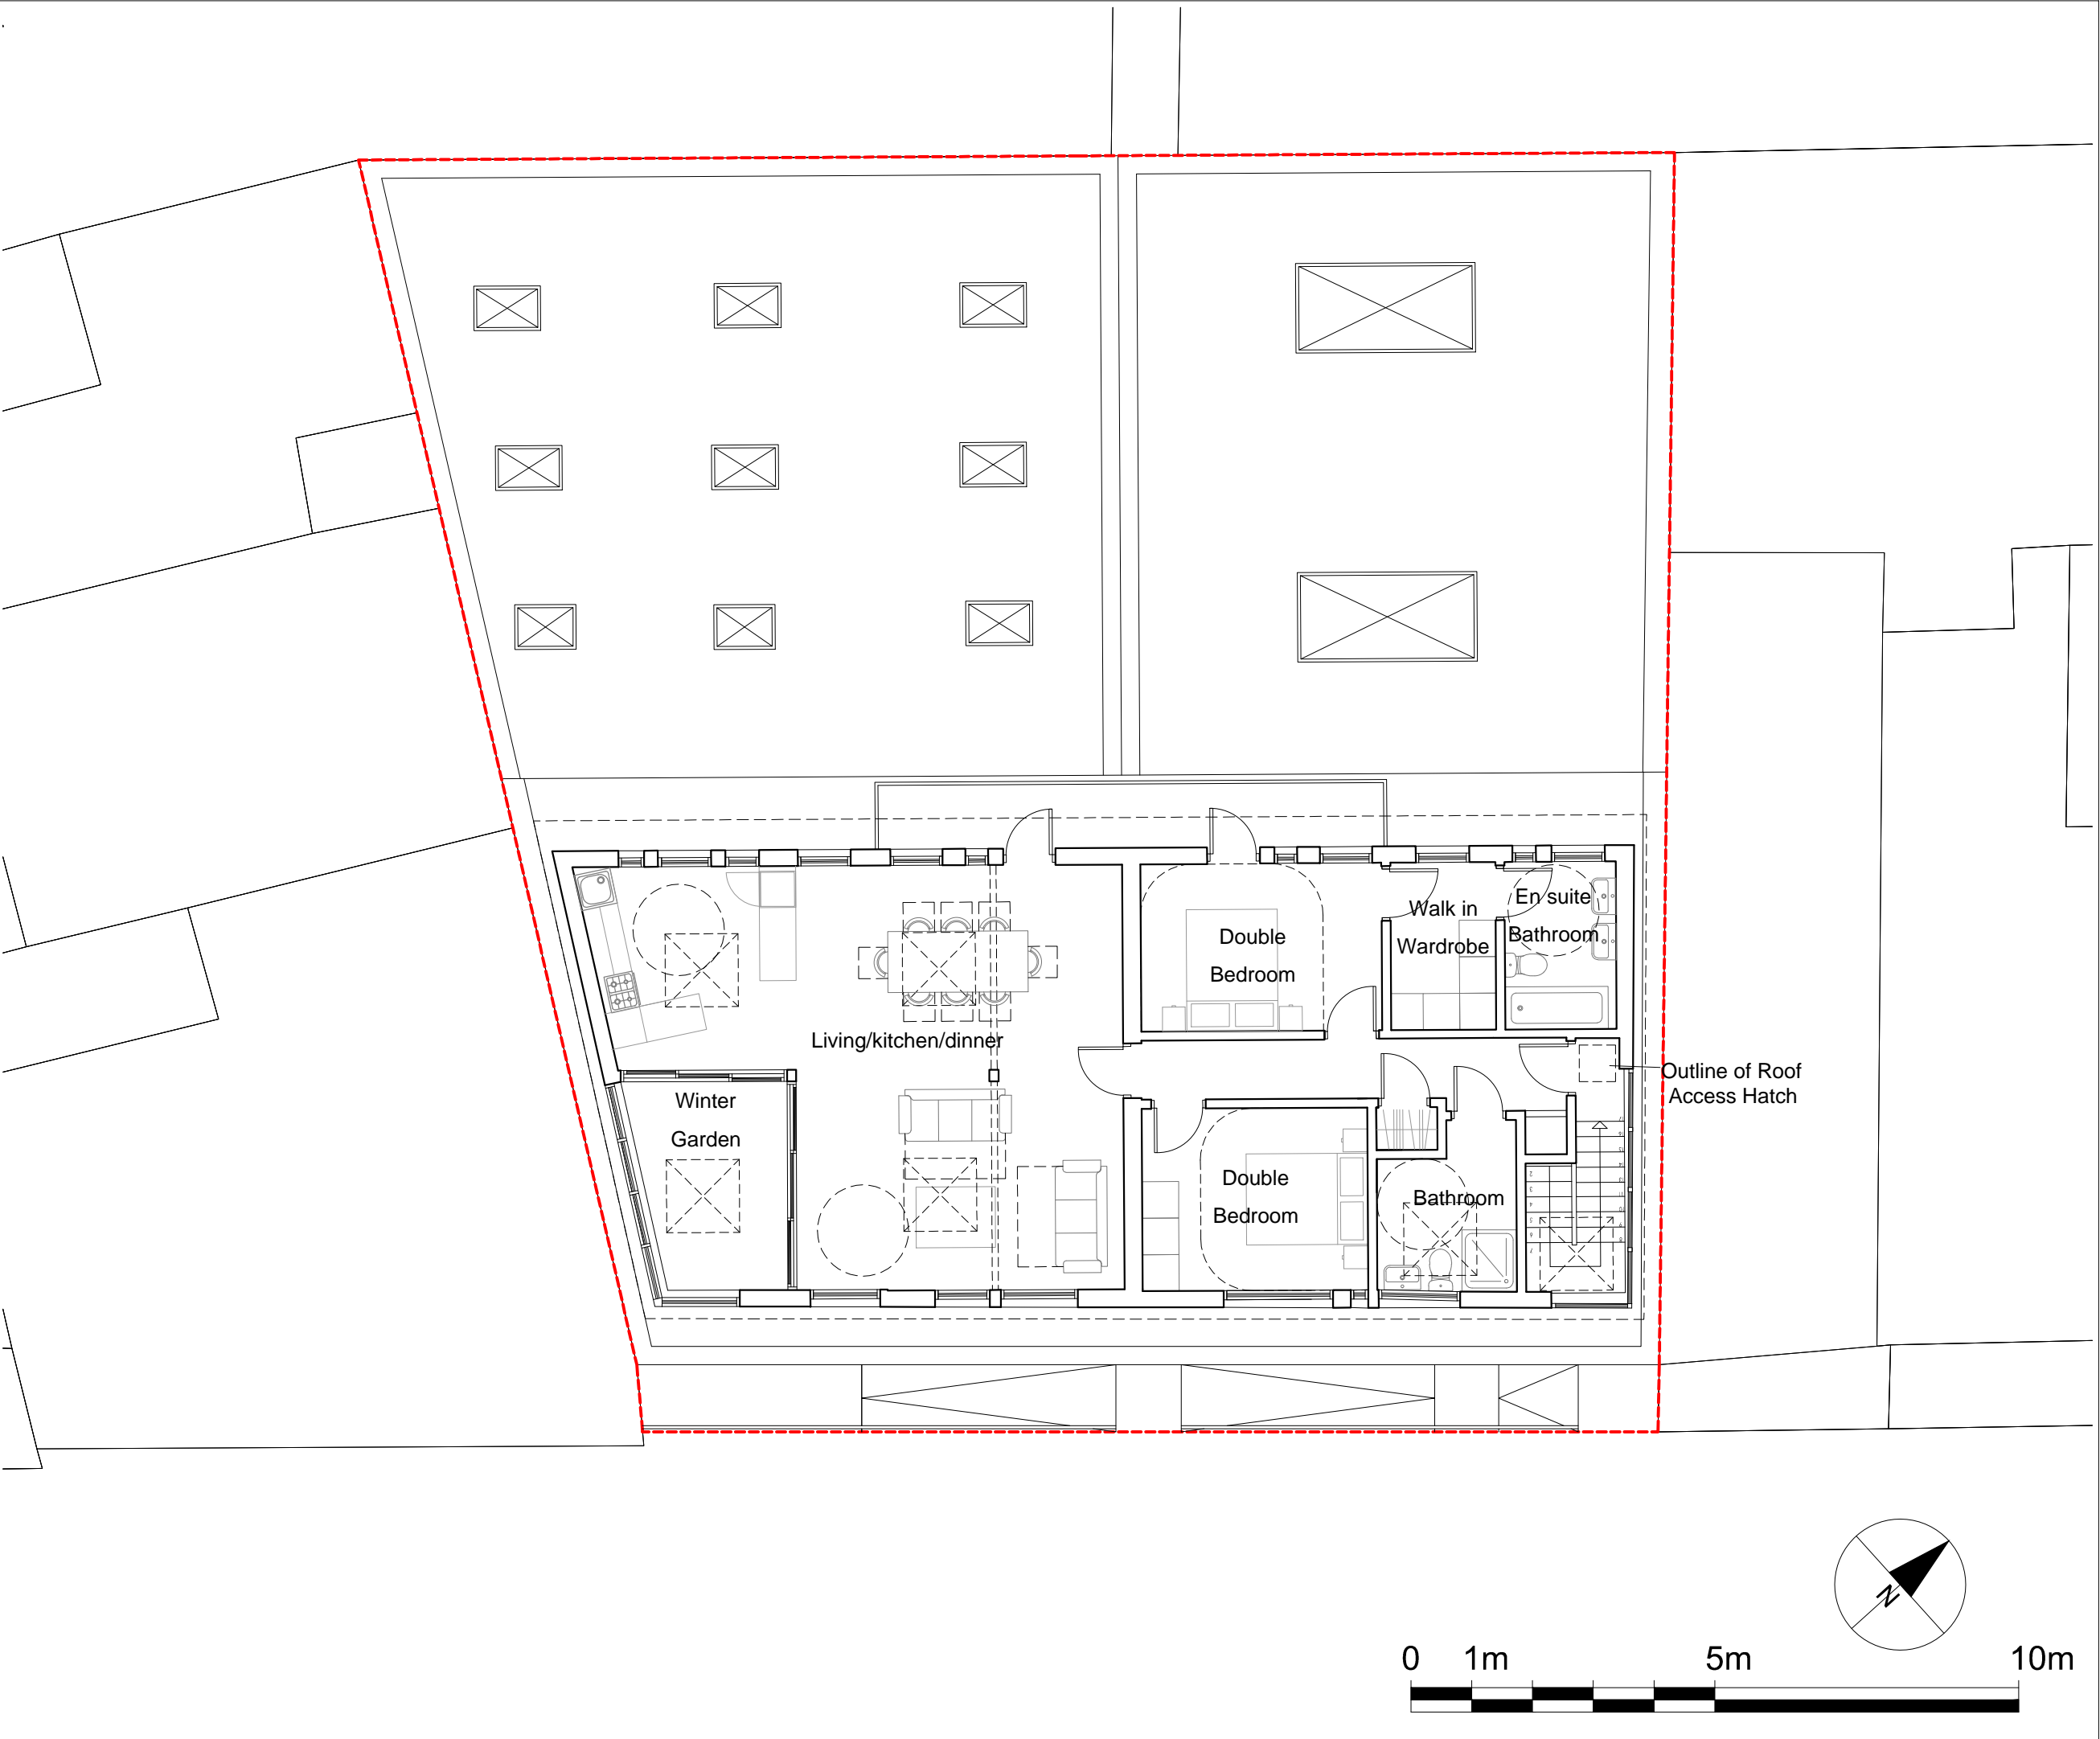 Double
Bedroom
Walk in
Wardrobe
En suite
Bathroom
Living/kitchen/dinner
Winter
Garden
Outline of Roof
Access Hatch
Double
Bedroom
Bathroom
N
0 1m 5m 10m